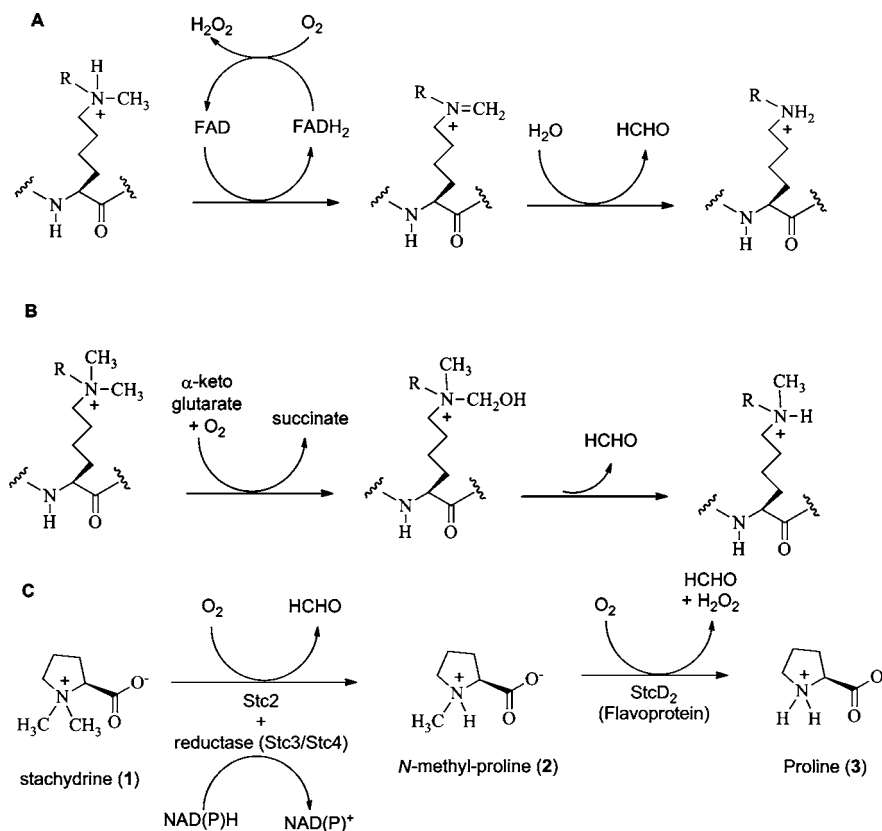 A
H₂O₂ O₂
H
R N CH₃
+
FAD FADH₂
N
H
O
R N=CH₂
+
H₂O HCHO
N
H
O
R NH₂
+
N
H
O
B
CH₃
R N CH₃
+
α-keto
glutarate
+ O₂
succinate
N
H
O
CH₃
R N CH₂OH
+
HCHO
N
H
O
CH₃
R N H
+
N
H
O
C
O₂ HCHO
O₂ HCHO
+ H₂O₂
N
+
H₃C CH₃
O⁻
O
Stc2
+
reductase (Stc3/Stc4)
NAD(P)H NAD(P)⁺
N
+
H₃C H
O⁻
O
StcD₂
(Flavoprotein)
N
+
H H
O
O
stachydrine (1) N-methyl-proline (2) Proline (3)